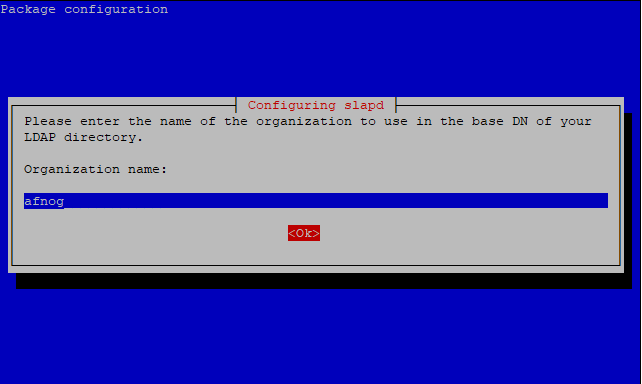 Package configuration
Configuring slapd
Please enter the name of the organization to use in the base DN of your
LDAP directory.
Organization name:
afnog
<Ok>